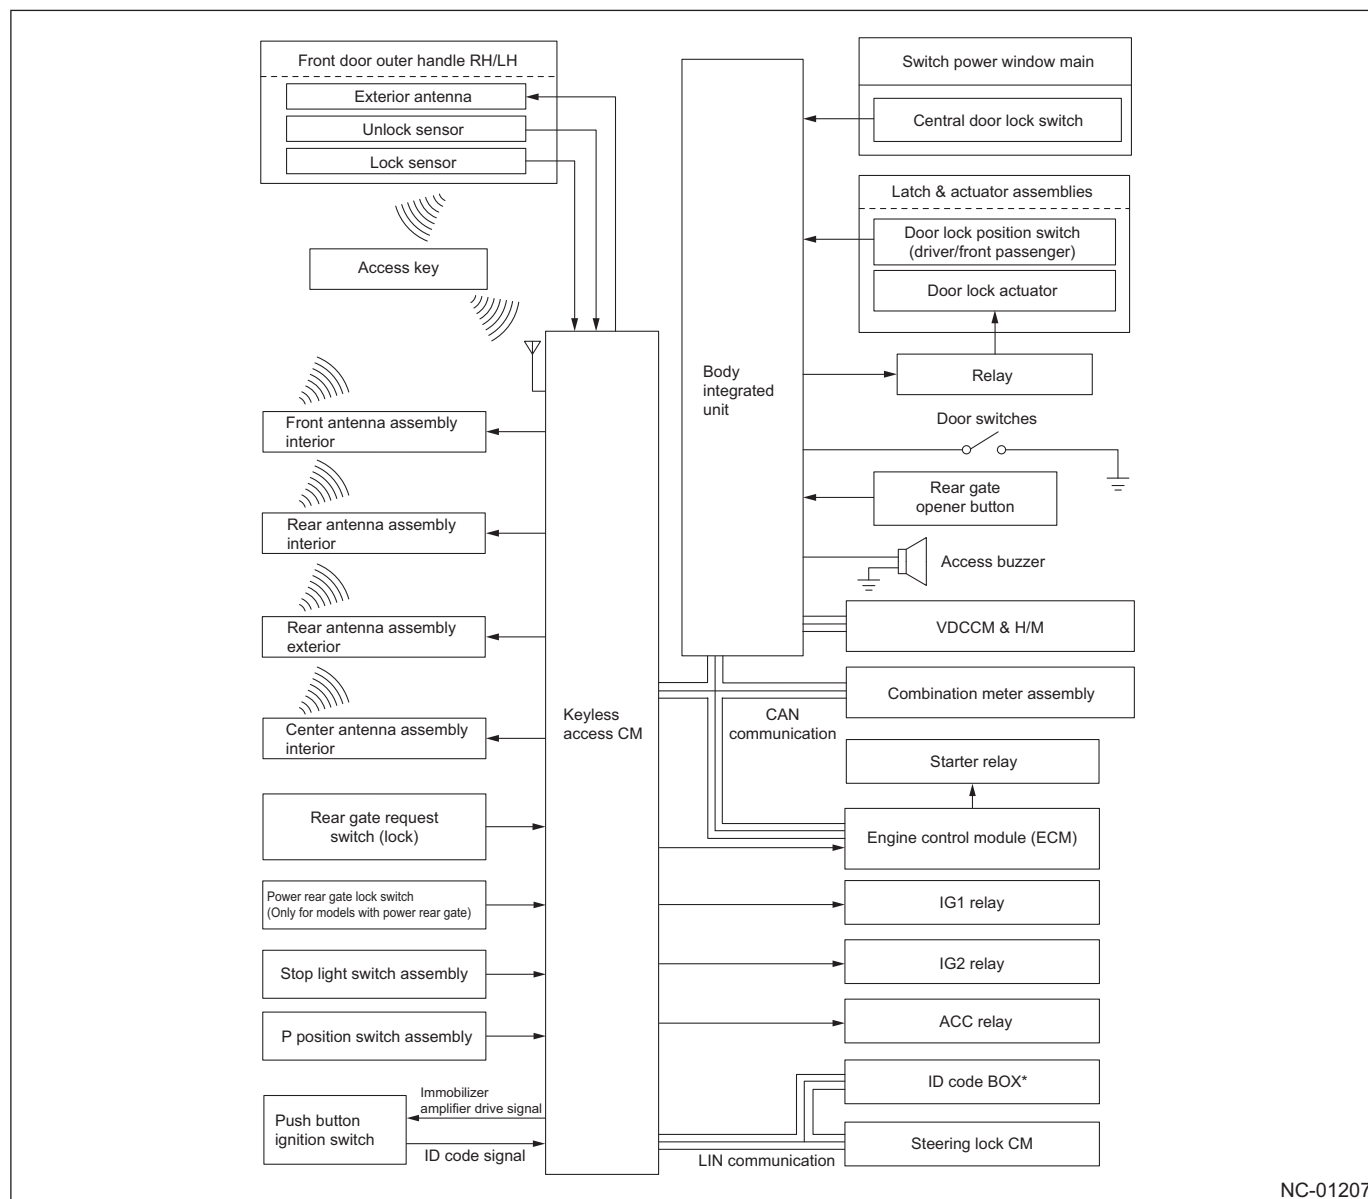 Front door outer handle RH/LH
Exterior antenna
Unlock sensor
Lock sensor
Access key
Front antenna assembly
interior
Rear antenna assembly
interior
Rear antenna assembly
exterior
Center antenna assembly
interior
Rear gate request
switch (lock)
Power rear gate lock switch
(Only for models with power rear gate)
Stop light switch assembly
P position switch assembly
Push button
ignition switch
Immobilizer
amplifier drive signal
ID code signal
Keyless
access CM
Body
integrated
unit
Switch power window main
Central door lock switch
Latch & actuator assemblies
Door lock position switch
(driver/front passenger)
Door lock actuator
Relay
Door switches
Rear gate
opener button
Access buzzer
VDCCM & H/M
Combination meter assembly
CAN
communication
Starter relay
Engine control module (ECM)
IG1 relay
IG2 relay
ACC relay
ID code BOX*
Steering lock CM
LIN communication
NC-01207